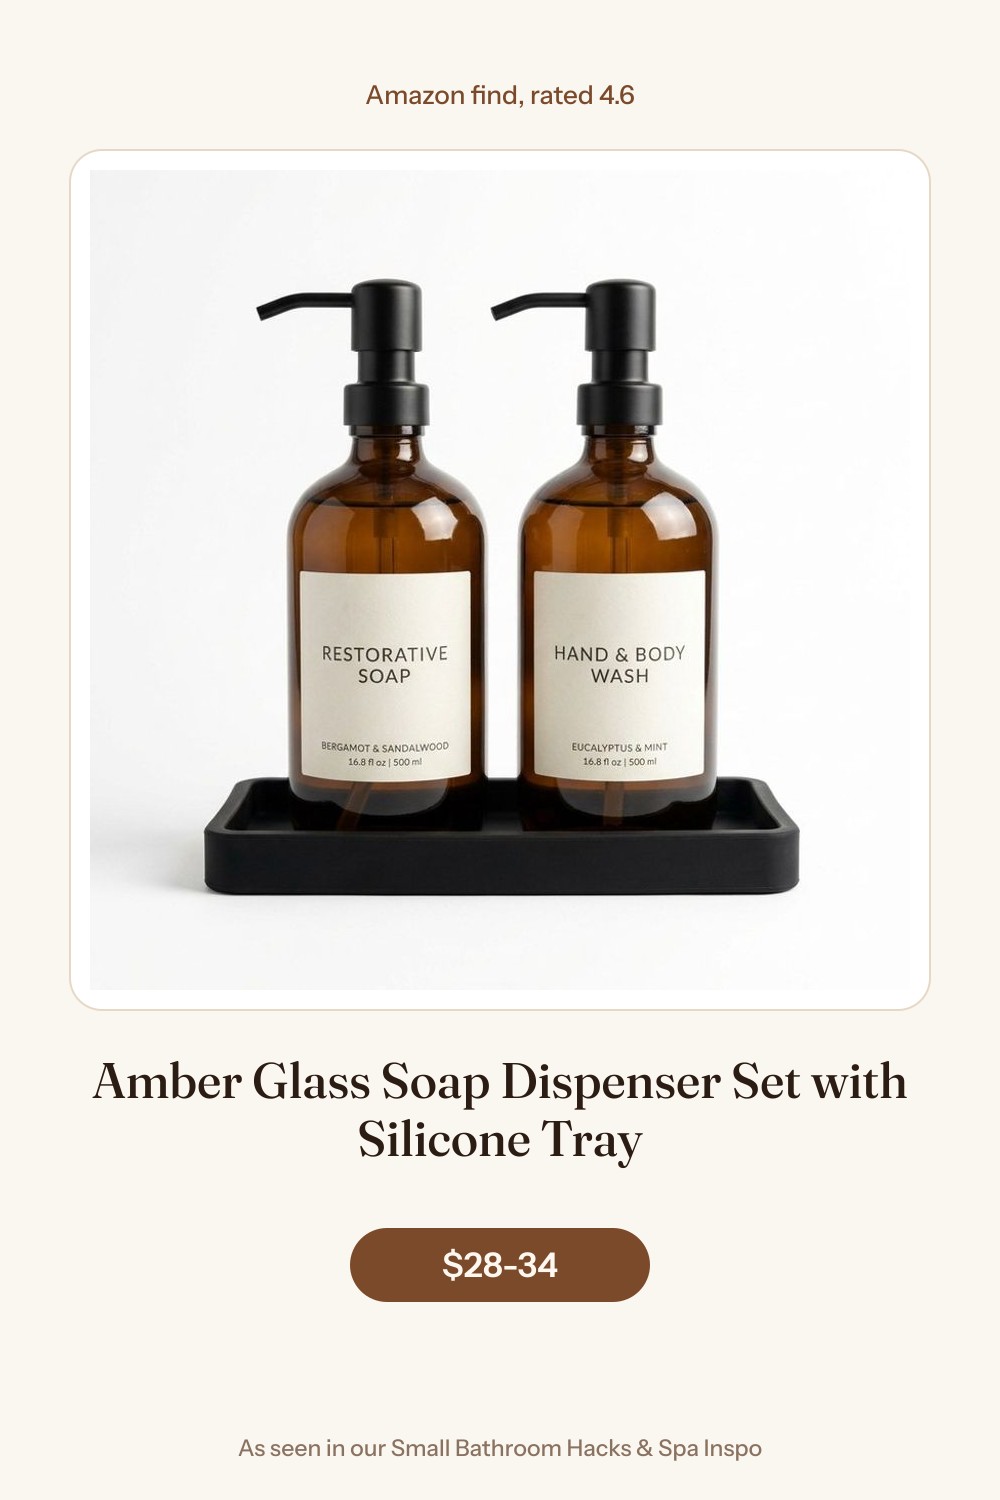 Amazon find, rated 4.6
RESTORATIVE
SOAP
BERGAMOT & SANDALWOOD
16.8 fl oz | 500 ml
HAND & BODY
WASH
EUCALYPTUS & MINT
16.8 fl oz | 500 ml
Amber Glass Soap Dispenser Set with
Silicone Tray
$28-34
As seen in our Small Bathroom Hacks & Spa Inspo